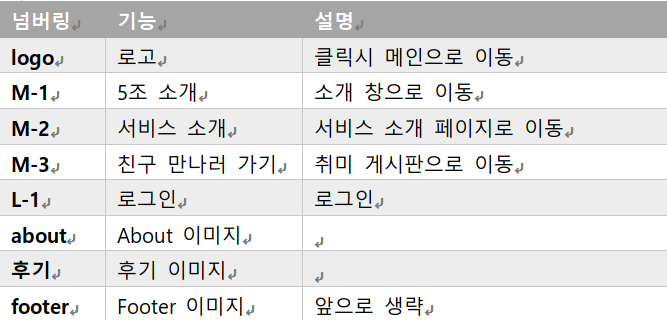 넘버링 기능 설명
logo 로고 클릭시 메인으로 이동
M-1 5조 소개 소개 창으로 이동
M-2 서비스 소개 서비스 소개 페이지로 이동
M-3 친구 만나러 가기 취미 게시판으로 이동
L-1 로그인 로그인
about About 이미지
후기 후기 이미지
footer Footer 이미지 앞으로 생략